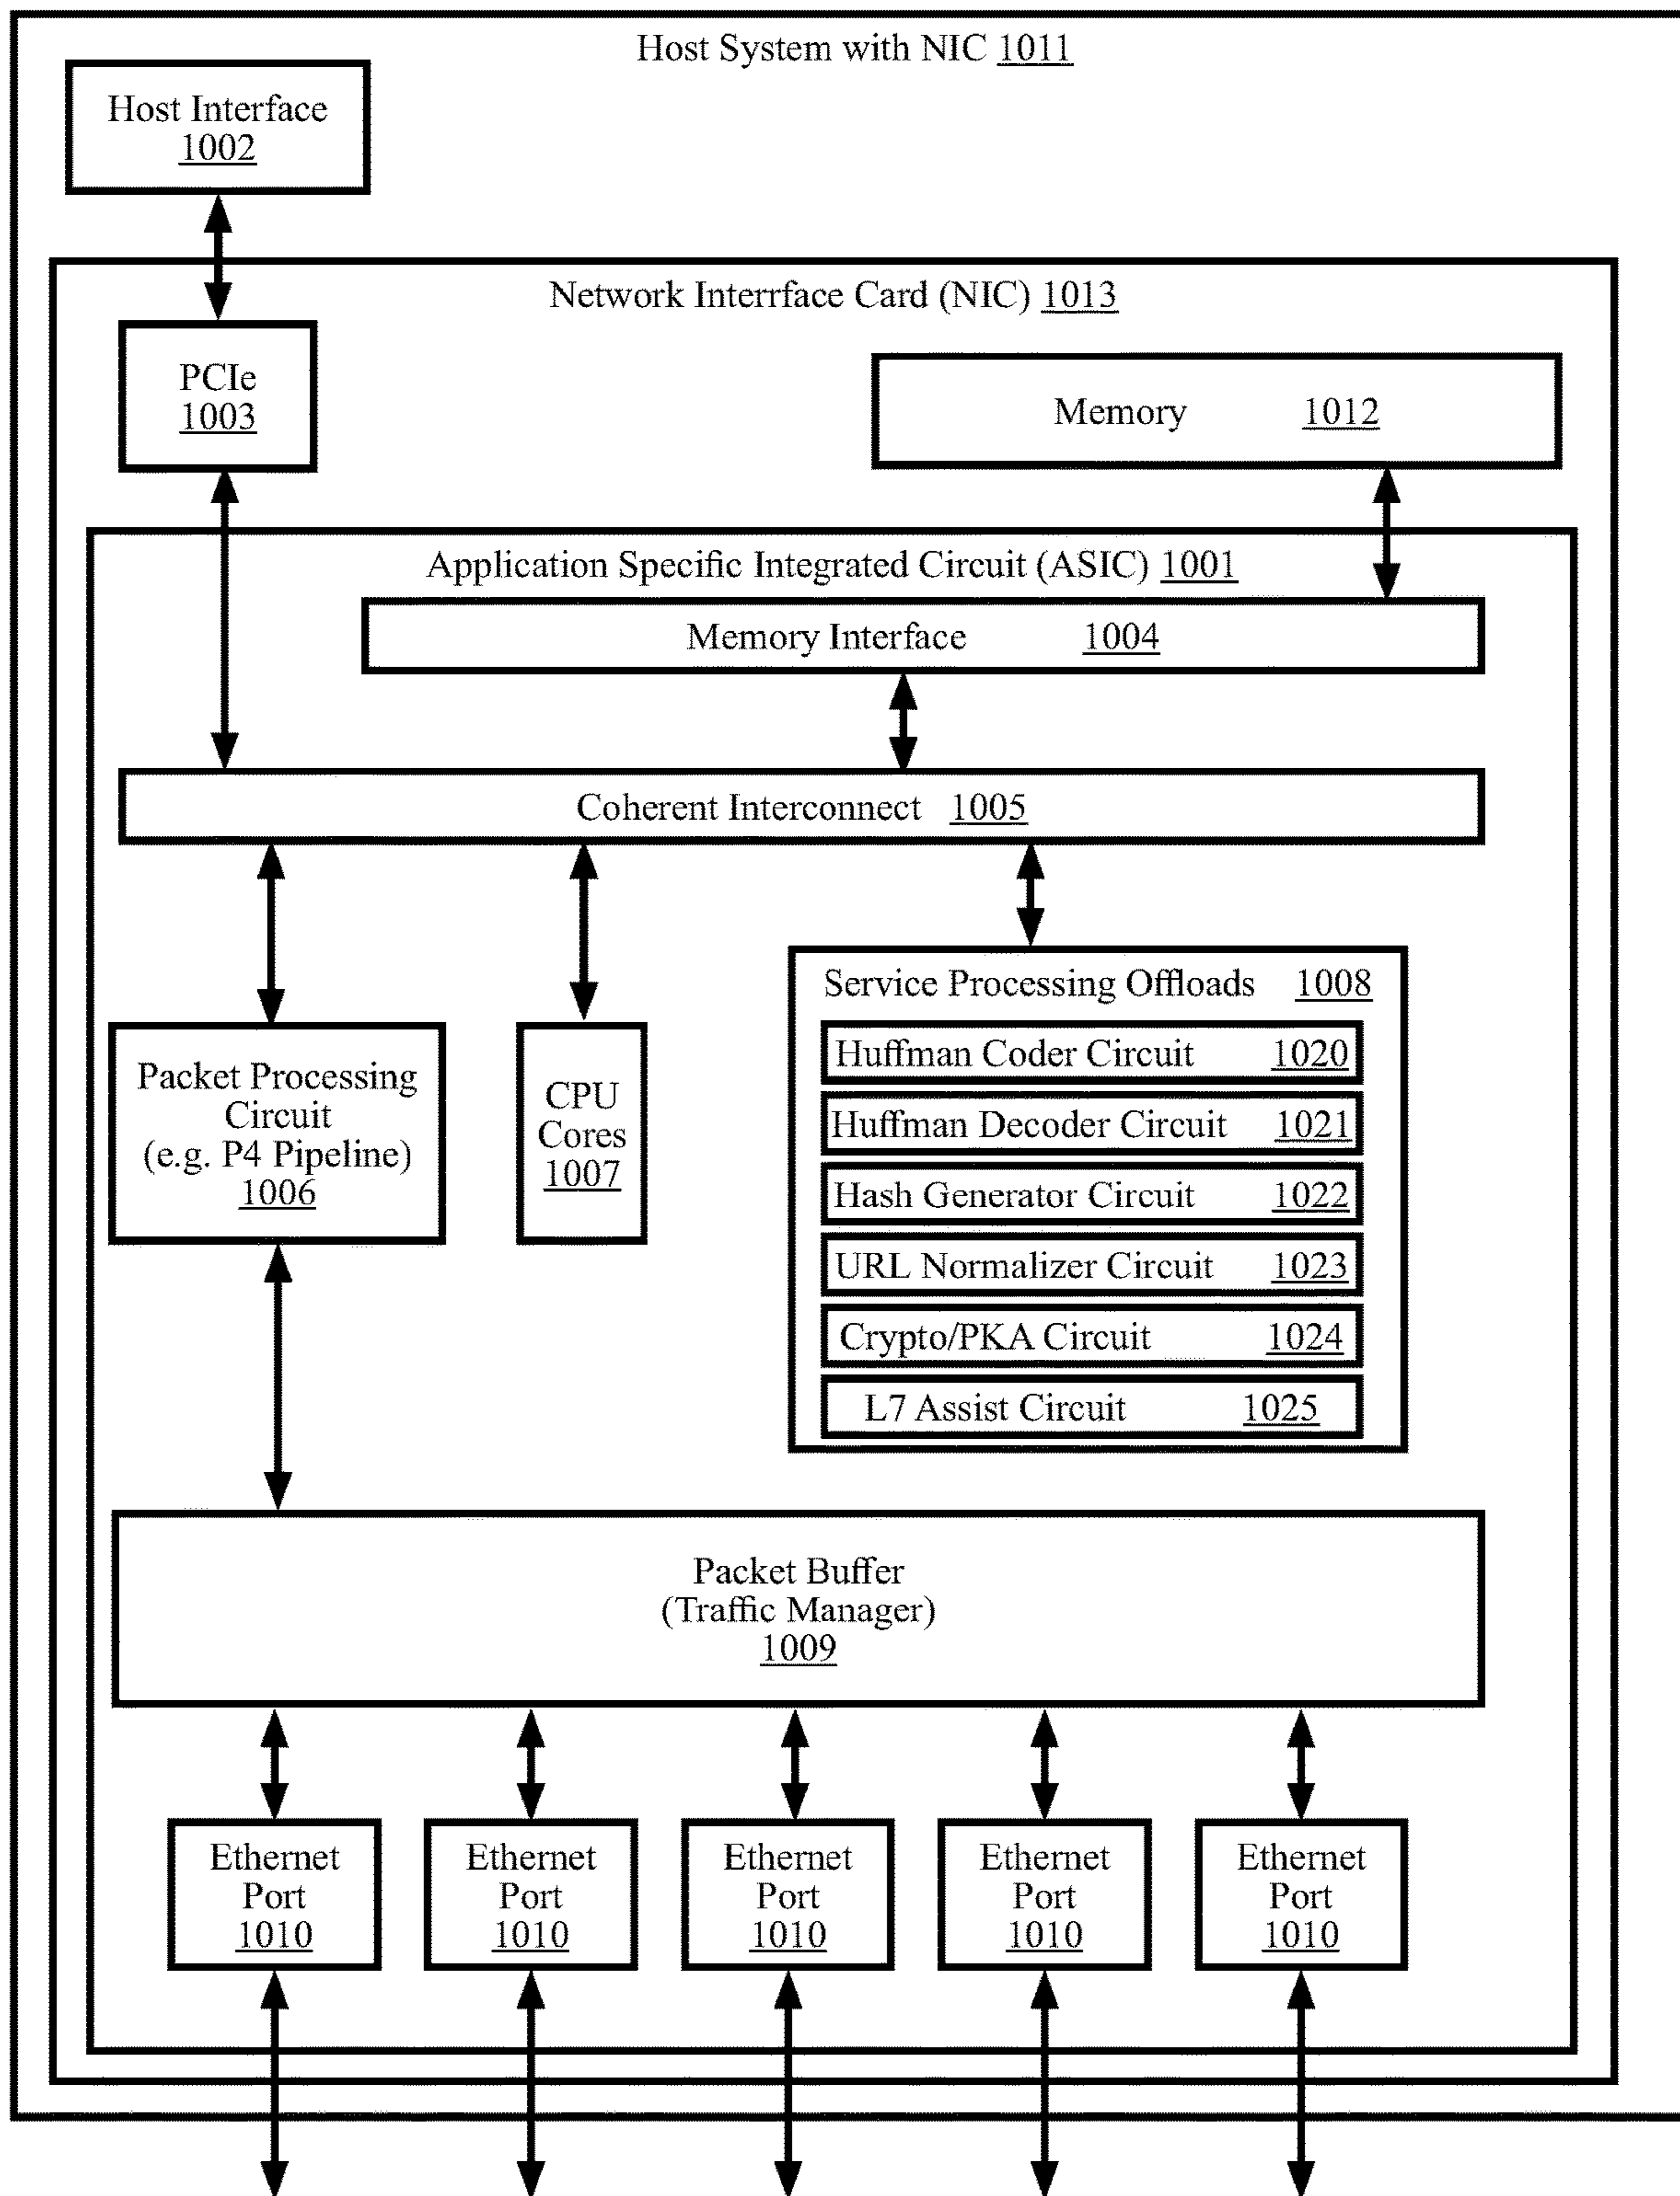 Host System with NIC 1011
Host Interface
1002
Network Interrface Card (NIC) 1013
PCIe
1003
Memory 1012
Application Specific Integrated Circuit (ASIC) 1001
Memory Interface 1004
Coherent Interconnect 1005
Packet Processing
Circuit
(e.g. P4 Pipeline)
1006
CPU
Cores
1007
Service Processing Offloads 1008
Huffman Coder Circuit 1020
Huffman Decoder Circuit 1021
Hash Generator Circuit 1022
URL Normalizer Circuit 1023
Crypto/PKA Circuit 1024
L7 Assist Circuit 1025
Packet Buffer
(Traffic Manager)
1009
Ethernet
Port
1010
Ethernet
Port
1010
Ethernet
Port
1010
Ethernet
Port
1010
Ethernet
Port
1010